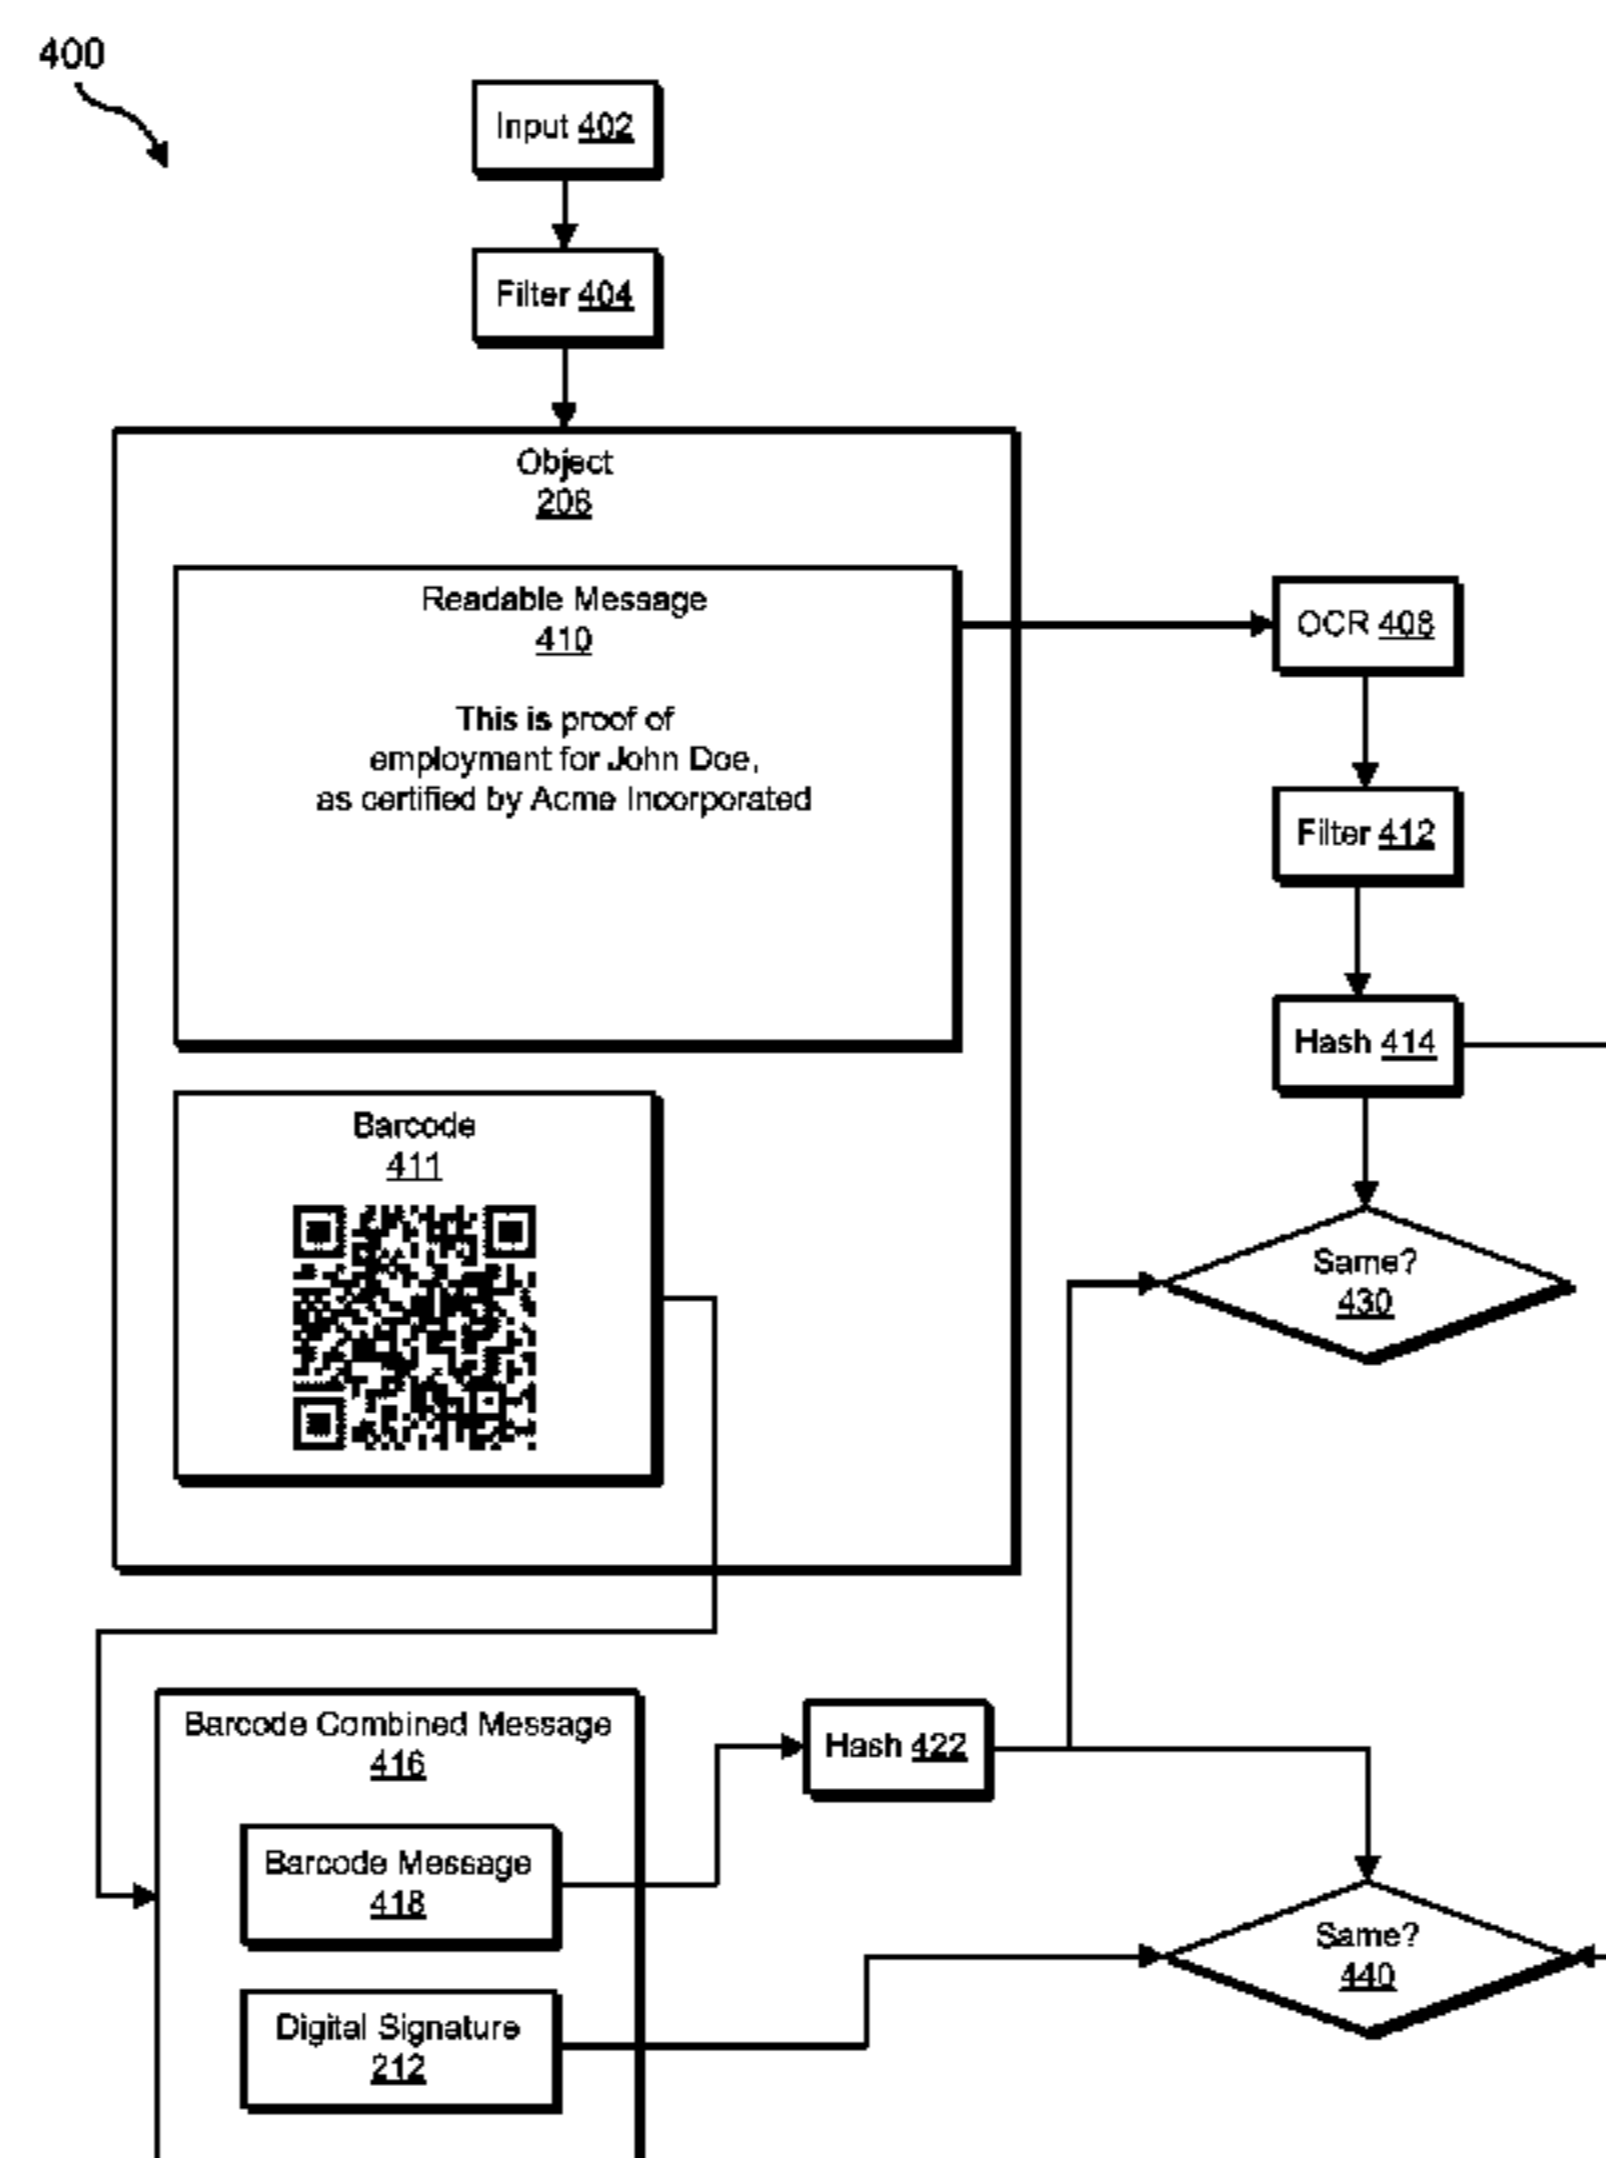 400
Input 402
Filter 404
Object
206
Readable Message
410
This is proof of
employment for John Doe,
as certified by Acme Incorporated
OCR 408
Filter 412
Hash 414
Barcode
411
Same?
430
Barcode Combined Message
416
Hash 422
Barcode Message
418
Same?
440
Digital Signature
212